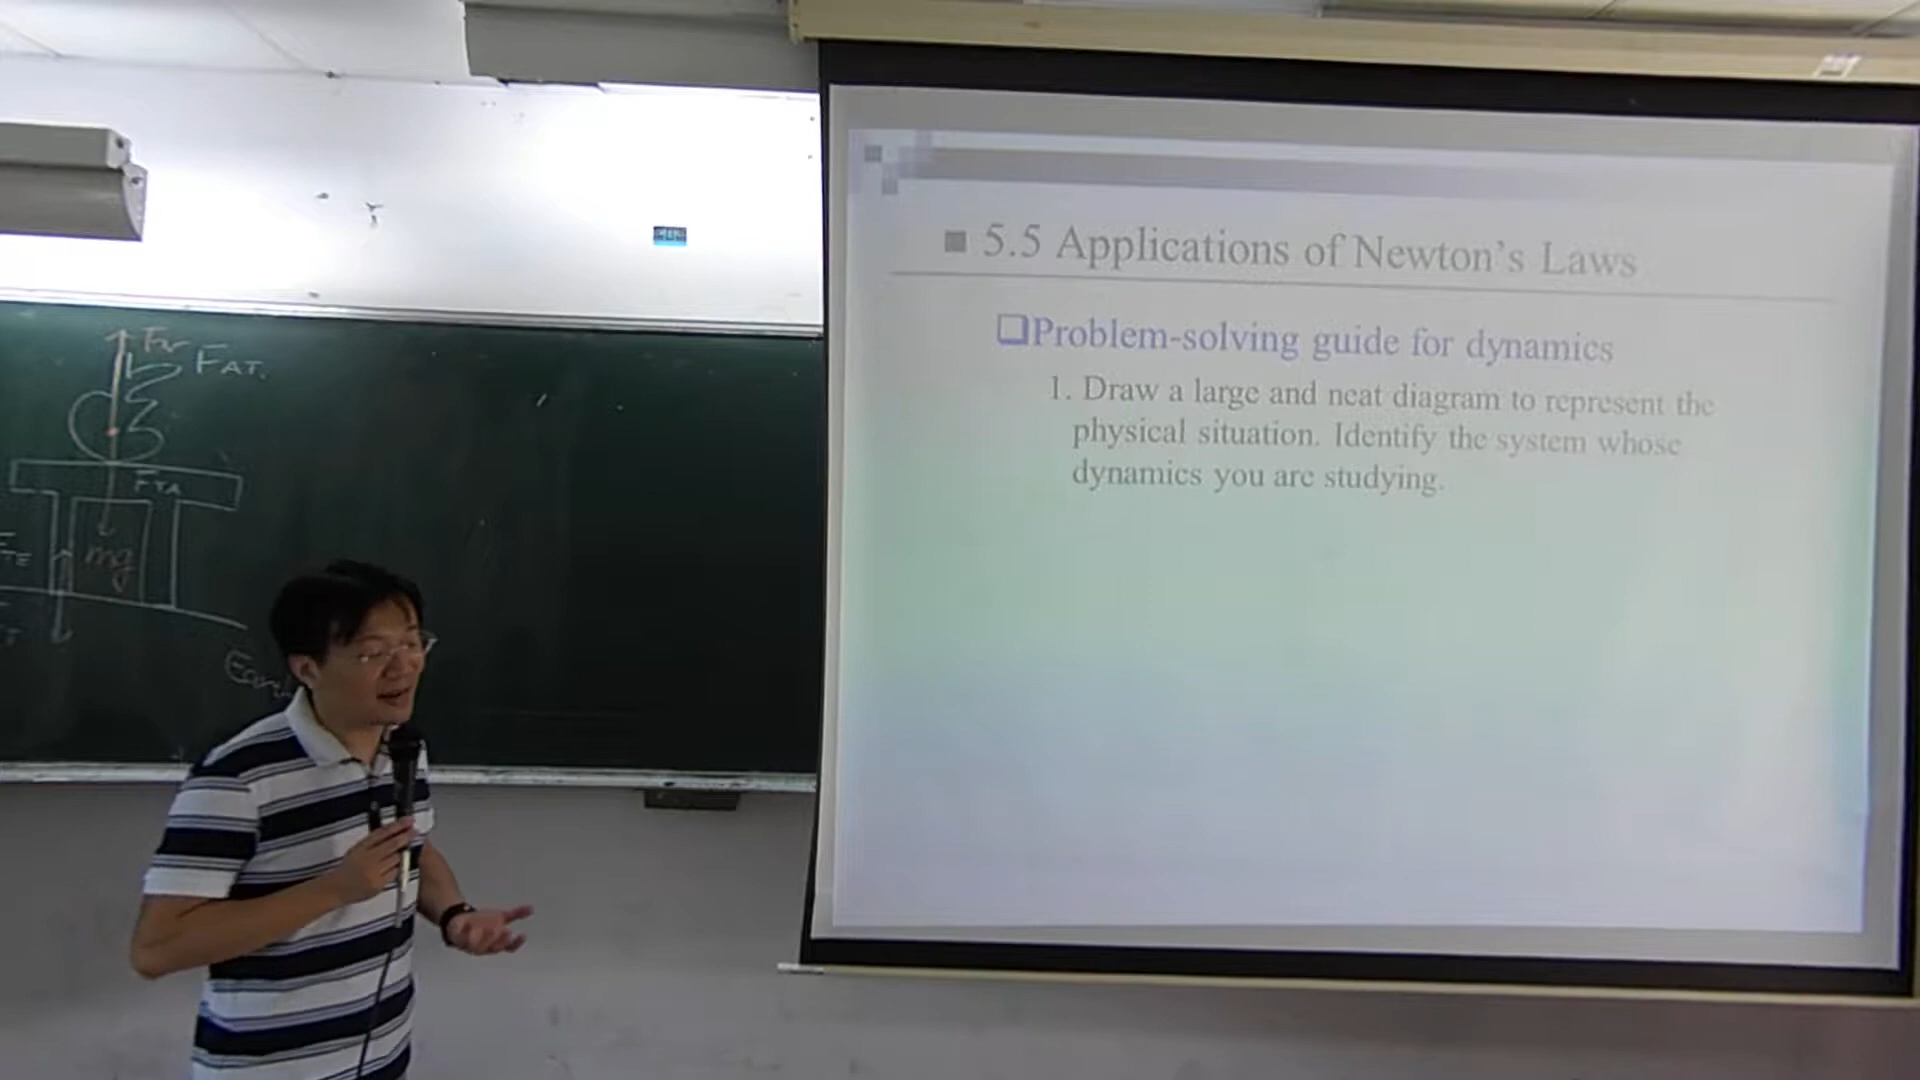 5.5 Applications of Newton's Laws
Problem-solving guide for dynamics
1. Draw a large and neat diagram to represent the
physical situation. Identify the system whose
dynamics you are studying.
FAT.
FTA
mg